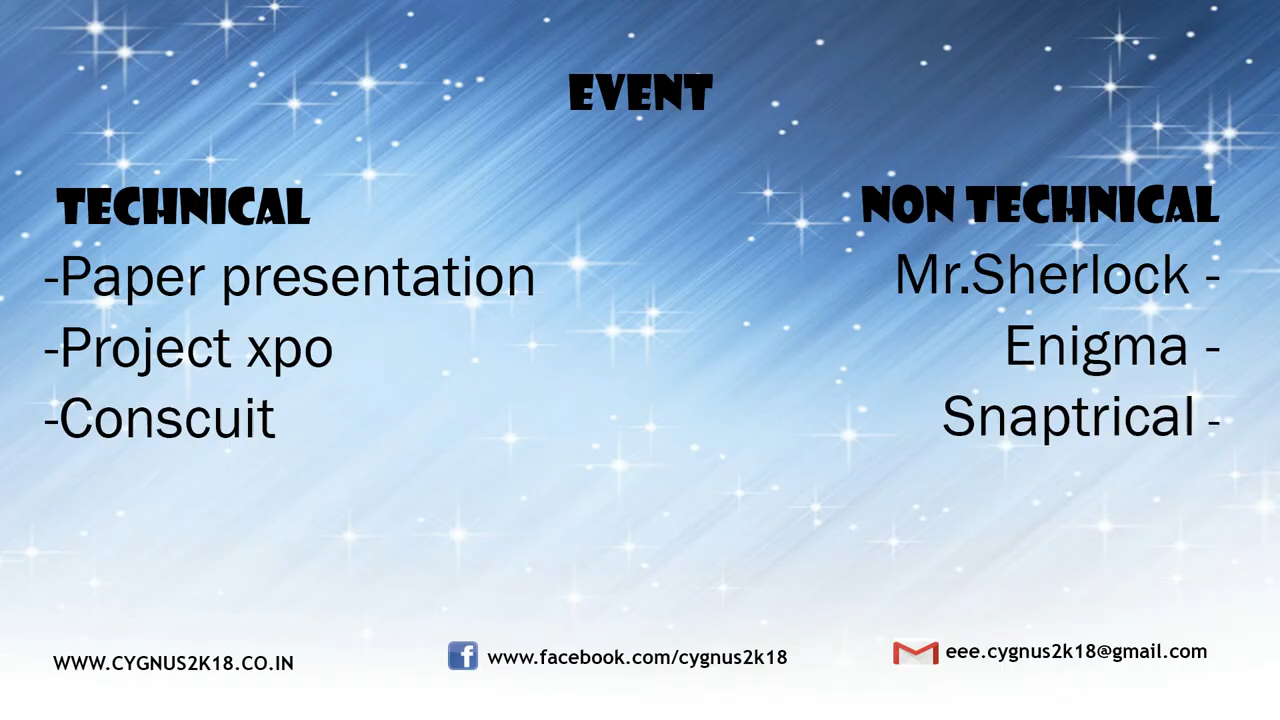 EVENT
TECHNICAL
-Paper presentation
-Project xpo
-Conscuit
NON TECHNICAL
Mr.Sherlock -
Enigma -
Snaptrical -
WWW.CYGNUS2K18.CO.IN
www.facebook.com/cygnus2k18
eee.cygnus2k18@gmail.com